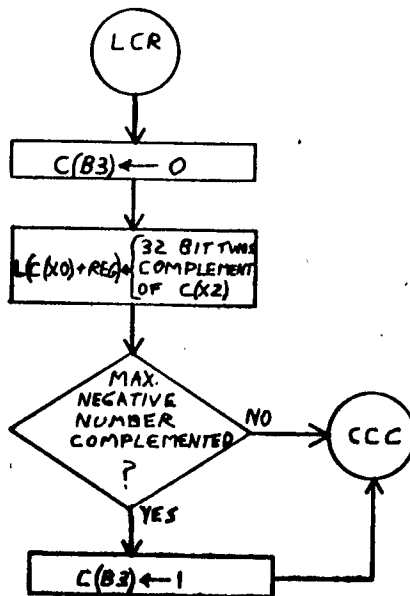 LCR
C(B3) ← 0
L(C(X0)+REG) ← { 32 BIT TWOS
COMPLEMENT
OF C(X2)
MAX.
NEGATIVE
NUMBER
COMPLEMENTED
?
NO
CCC
YES
C(B3) ← 1